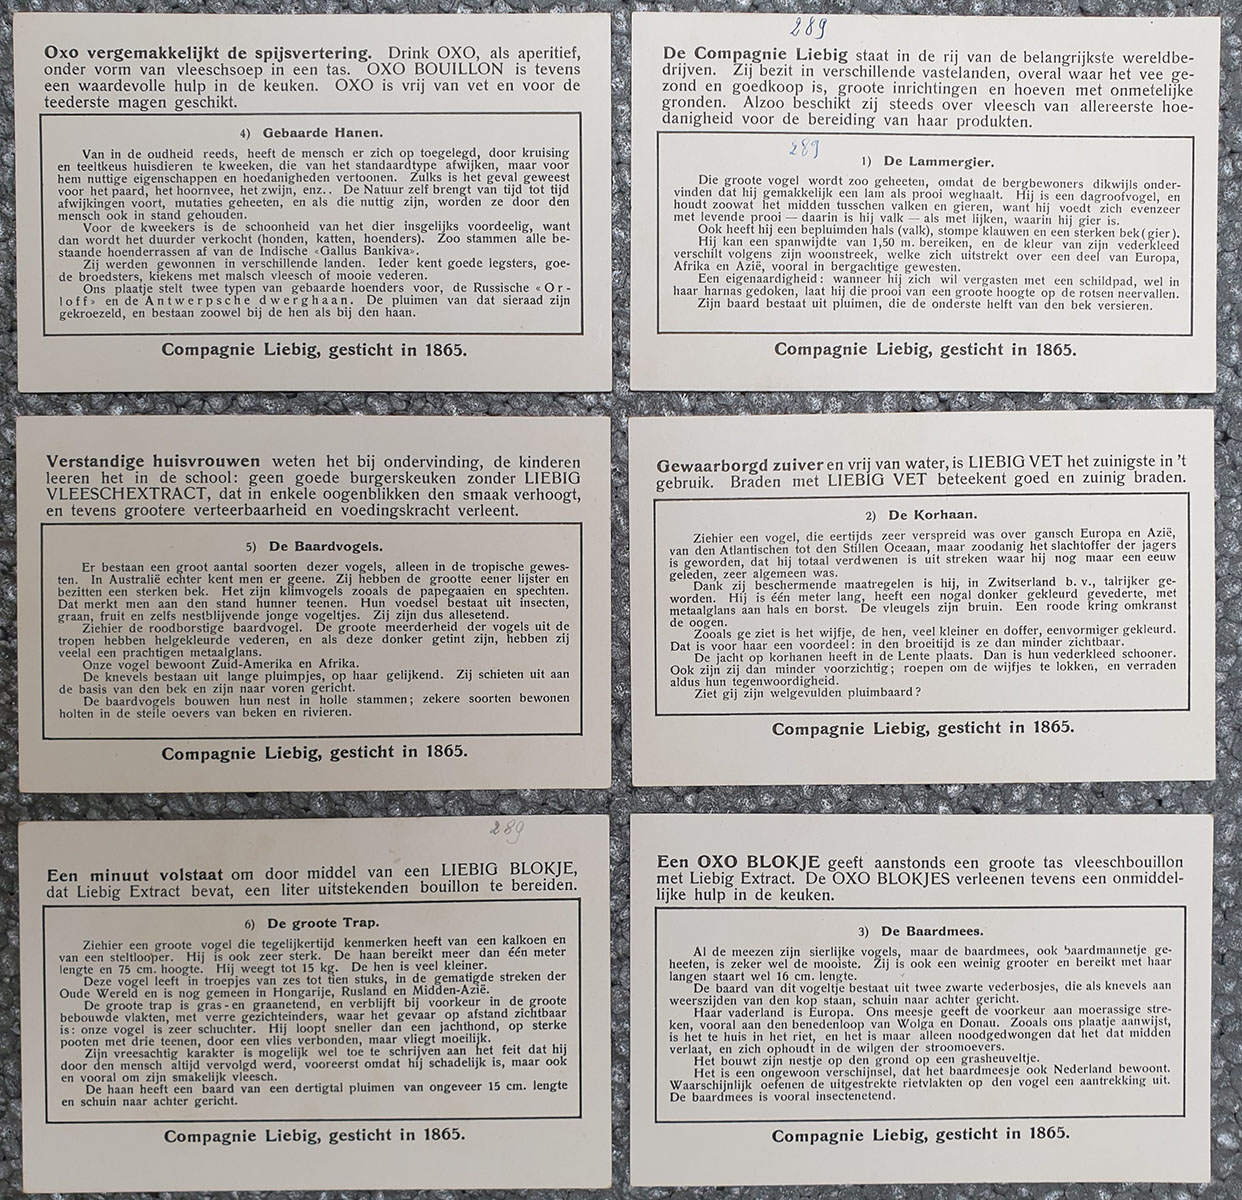 Oxo vergemakkelijkt de spijsvertering. Drink OXO, als aperitief,
onder vorm van vleeschsoep in een tas. OXO BOUILLON is tevens
een waardevolle hulp in de keuken. OXO is vrij van vet en voor de
teederste magen geschikt.
4) Gebaarde Hanen.
Van in de oudheid reeds, heeft de mensch er zich op toegelegd, door kruising
en teeltkeus huisdieren te kweeken, die van het standaardtype afwijken, maar voor
hem nuttige eigenschappen en hoedanigheden vertoonen. Zulks is het geval geweest
voor het paard, het hoornvee, het zwijn, enz.. De Natuur zelf brengt van tijd tot tijd
afwijkingen voort, mutaties geheeten, en als die nuttig zijn, worden ze door den
mensch ook in stand gehouden.
Voor de kweekers is de schoonheid van het dier insgelijks voordeelig, want
dan wordt het duurder verkocht (honden, katten, hoenders). Zoo stammen alle be-
staande hoenderrassen af van de Indische «Gallus Bankiva».
Zij werden gewonnen in verschillende landen. Ieder kent goede legsters, goe-
de broedsters, kiekens met malsch vleesch of mooie vederen.
Ons plaatje stelt twee typen van gebaarde hoenders voor, de Russische «Or-
loff» en de Antwerpsche dwerghaan. De pluimen van dat sieraad zijn
gekroezeld, en bestaan zoowel bij de hen als bij den haan.
Compagnie Liebig, gesticht in 1865.
289
De Compagnie Liebig staat in de rij van de belangrijkste wereldbe-
drijven. Zij bezit in verschillende vastelanden, overal waar het vee ge-
zond en goedkoop is, groote inrichtingen en hoeven met onmetelijke
gronden. Alzoo beschikt zij steeds over vleesch van allereerste hoe-
danigheid voor de bereiding van haar produkten.
289
1) De Lammergier.
Die groote vogel wordt zoo geheeten, omdat de bergbewoners dikwijls onder-
vinden dat hij gemakkelijk een lam als prooi weghaalt. Hij is een dagroofvogel, en
houdt zoowat het midden tusschen valken en gieren, want hij voedt zich evenzeer
met levende prooi — daarin is hij valk — als met lijken, waarin hij gier is.
Ook heeft hij een bepluimden hals (valk), stompe klauwen en een sterken bek (gier).
Hij kan een spanwijdte van 1,50 m. bereiken, en de kleur van zijn vederkleed
verschilt volgens zijn woonstreek, welke zich uitstrekt over een deel van Europa,
Afrika en Azië, vooral in bergachtige gewesten.
Een eigenaardigheid: wanneer hij zich wil vergasten met een schildpad, wel in
haar harnas gedoken, laat hij die prooi van een groote hoogte op de rotsen neervallen.
Zijn baard bestaat uit pluimen, die de onderste helft van den bek versieren.
Compagnie Liebig, gesticht in 1865.
Verstandige huisvrouwen weten het bij ondervinding, de kinderen
leeren het in de school: geen goede burgerskeuken zonder LIEBIG
VLEESCHEXTRACT, dat in enkele oogenblikken den smaak verhoogt,
en tevens grootere verteerbaarheid en voedingskracht verleent.
5) De Baardvogels.
Er bestaan een groot aantal soorten dezer vogels, alleen in de tropische gewes-
ten. In Australië echter kent men er geene. Zij hebben de grootte eener lijster en
bezitten een sterken bek. Het zijn klimvogels zooals de papegaaien en spechten.
Dat merkt men aan den stand hunner teenen. Hun voedsel bestaat uit insecten,
graan, fruit en zelfs nestblijvende jonge vogeltjes. Zij zijn dus allesetend.
Ziehier de roodborstige baardvogel. De groote meerderheid der vogels uit de
tropen hebben helgekleurde vederen, en als deze donker getint zijn, hebben zij
veelal een prachtigen metaalglans.
Onze vogel bewoont Zuid-Amerika en Afrika.
De knevels bestaan uit lange pluimpjes, op haar gelijkend. Zij schieten uit aan
de basis van den bek en zijn naar voren gericht.
De baardvogels bouwen hun nest in holle stammen; zekere soorten bewonen
holten in de steile oevers van beken en rivieren.
Compagnie Liebig, gesticht in 1865.
Gewaarborgd zuiver en vrij van water, is LIEBIG VET het zuinigste in 't
gebruik. Braden met LIEBIG VET beteekent goed en zuinig braden.
2) De Korhaan.
Ziehier een vogel, die eertijds zeer verspreid was over gansch Europa en Azië,
van den Atlantischen tot den Stillen Oceaan, maar zoodanig het slachtoffer der jagers
is geworden, dat hij totaal verdwenen is uit streken waar hij nog maar een eeuw
geleden, zeer algemeen was.
Dank zij beschermende maatregelen is hij, in Zwitserland b. v., talrijker ge-
worden. Hij is één meter lang, heeft een nogal donker gekleurd gevederte, met
metaalglans aan hals en borst. De vleugels zijn bruin. Een roode kring omkranst
de oogen.
Zooals ge ziet is het wijfje, de hen, veel kleiner en doffer, eenvormiger gekleurd.
Dat is voor haar een voordeel: in den broeitijd is ze dan minder zichtbaar.
De jacht op korhanen heeft in de Lente plaats. Dan is hun vederkleed schooner.
Ook zijn zij dan minder voorzichtig; roepen om de wijfjes te lokken, en verraden
aldus hun tegenwoordigheid.
Ziet gij zijn welgevulden pluimbaard?
Compagnie Liebig, gesticht in 1865.
289
Een minuut volstaat om door middel van een LIEBIG BLOKJE,
dat Liebig Extract bevat, een liter uitstekenden bouillon te bereiden.
6) De groote Trap.
Ziehier een groote vogel die tegelijkertijd kenmerken heeft van een kalkoen en
van een steltlooper. Hij is ook zeer sterk. De haan bereikt meer dan één meter
lengte en 75 cm. hoogte. Hij weegt tot 15 kg. De hen is veel kleiner.
Deze vogel leeft in troepjes van zes tot tien stuks, in de gematigde streken der
Oude Wereld en is nog gemeen in Hongarije, Rusland en Midden-Azië.
De groote trap is gras- en graanetend, en verblijft bij voorkeur in de groote
bebouwde vlakten, met verre gezichteinders, waar het gevaar op afstand zichtbaar
is: onze vogel is zeer schuchter. Hij loopt sneller dan een jachthond, op sterke
pooten met drie teenen, door een vlies verbonden, maar vliegt moeilijk.
Zijn vreesachtig karakter is mogelijk wel toe te schrijven aan het feit dat hij
door den mensch altijd vervolgd werd, vooreerst omdat hij schadelijk is, maar ook
en vooral om zijn smakelijk vleesch.
De haan heeft een baard van een dertigtal pluimen van ongeveer 15 cm. lengte
en schuin naar achter gericht.
Compagnie Liebig, gesticht in 1865.
Een OXO BLOKJE geeft aanstonds een groote tas vleeschbouillon
met Liebig Extract. De OXO BLOKJES verleenen tevens een onmiddel-
lijke hulp in de keuken.
3) De Baardmees.
Al de meezen zijn sierlijke vogels, maar de baardmees, ook baardmannetje ge-
heeten, is zeker wel de mooiste. Zij is ook een weinig grooter en bereikt met haar
langen staart wel 16 cm. lengte.
De baard van dit vogeltje bestaat uit twee zwarte vederbosjes, die als knevels aan
weerszijden van den kop staan, schuin naar achter gericht.
Haar vaderland is Europa. Ons meesje geeft de voorkeur aan moerassige stre-
ken, vooral aan den benedenloop van Wolga en Donau. Zooals ons plaatje aanwijst,
is het te huis in het riet, en het is maar alleen noodgedwongen dat het dat midden
verlaat, en zich ophoudt in de wilgen der stroomoevers.
Het bouwt zijn nestje op den grond op een grasheuveltje.
Het is een ongewoon verschijnsel, dat het baardmeesje ook Nederland bewoont.
Waarschijnlijk oefenen de uitgestrekte rietvlakten op den vogel een aantrekking uit.
De baardmees is vooral insectenetend.
Compagnie Liebig, gesticht in 1865.